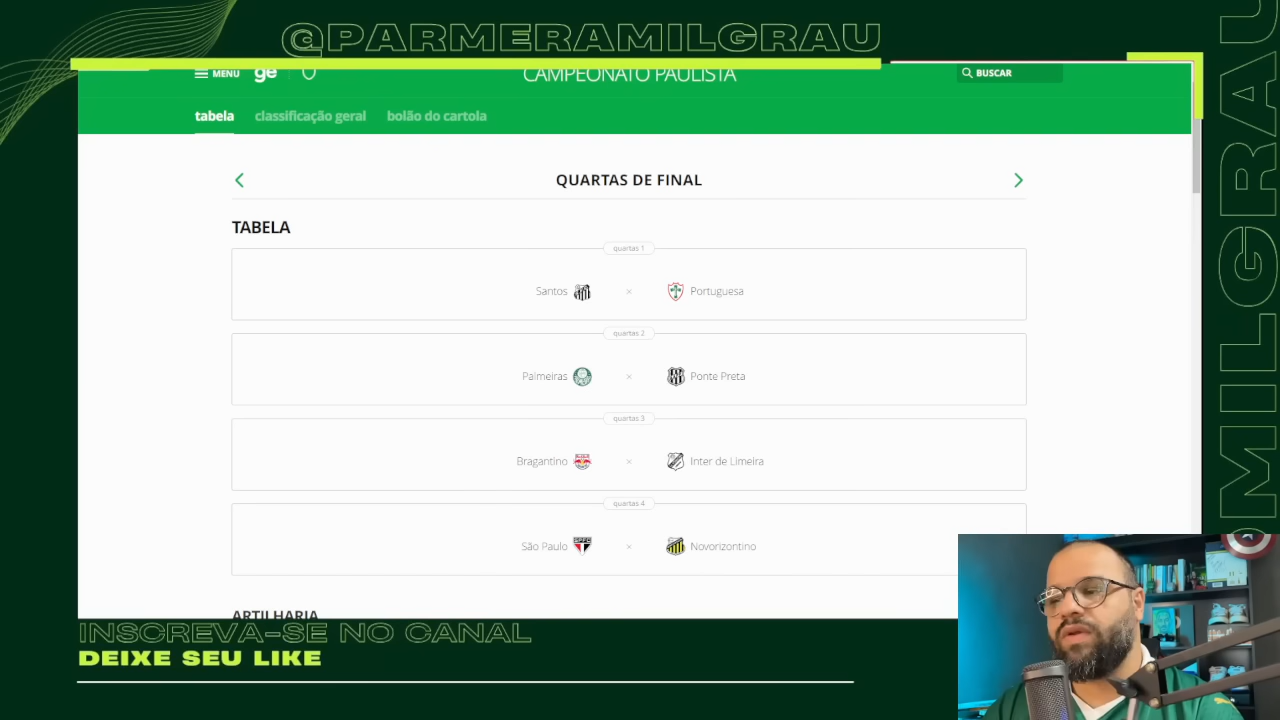 @PARMERAMILGRAU
MENU
ge
CAMPEONATO PAULISTA
BUSCAR
tabela
classificação geral
bolão do cartola
QUARTAS DE FINAL
TABELA
quartas 1
Santos × Portuguesa
quartas 2
Palmeiras × Ponte Preta
quartas 3
Bragantino × Inter de Limeira
quartas 4
São Paulo × Novorizontino
ARTILHARIA
INSCREVA-SE NO CANAL
DEIXE SEU LIKE
OMILGRAU